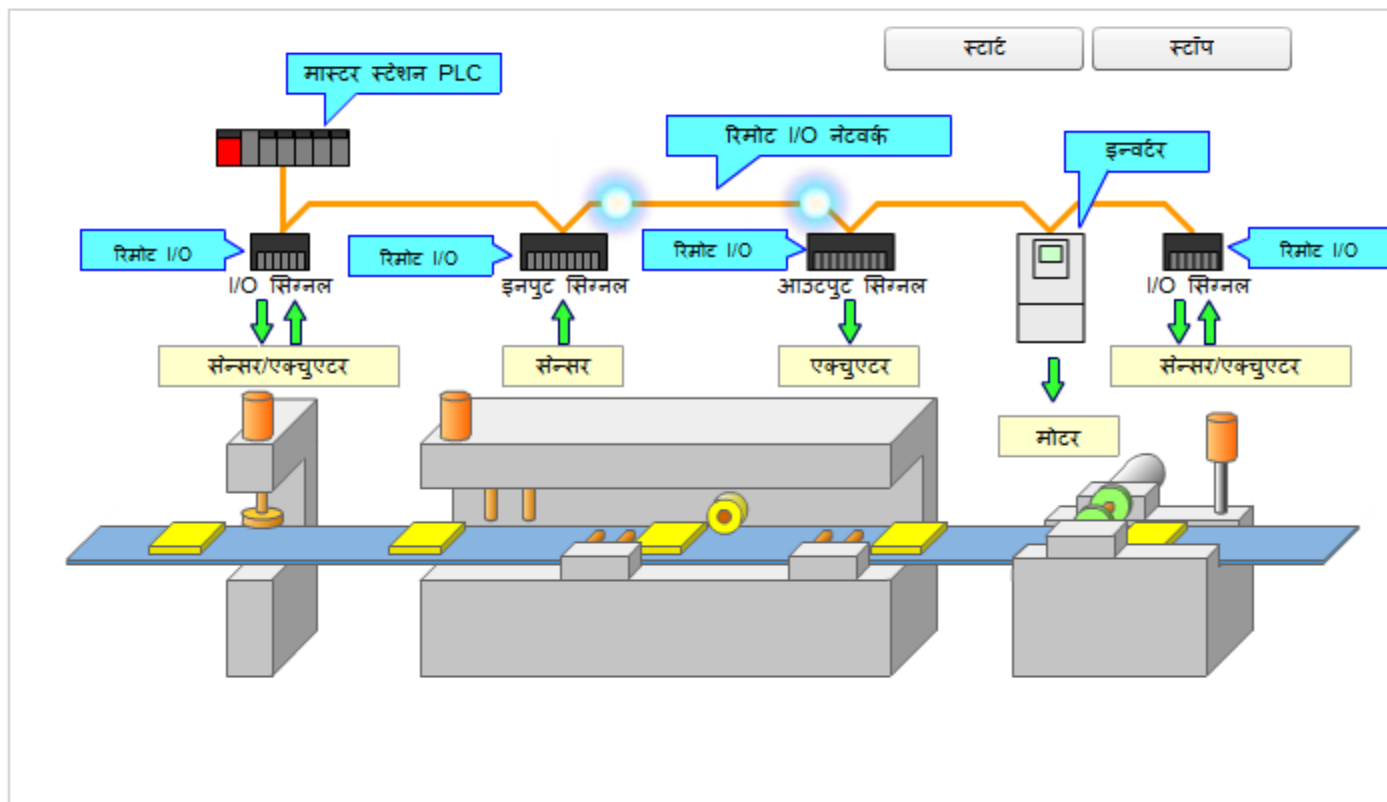 स्टार्ट
स्टॉप
मास्टर स्टेशन PLC
रिमोट I/O नेटवर्क
इन्वर्टर
रिमोट I/O
रिमोट I/O
रिमोट I/O
रिमोट I/O
I/O सिग्नल
इनपुट सिग्नल
आउटपुट सिग्नल
I/O सिग्नल
सेन्सर/एक्चुएटर
सेन्सर
एक्चुएटर
सेन्सर/एक्चुएटर
मोटर